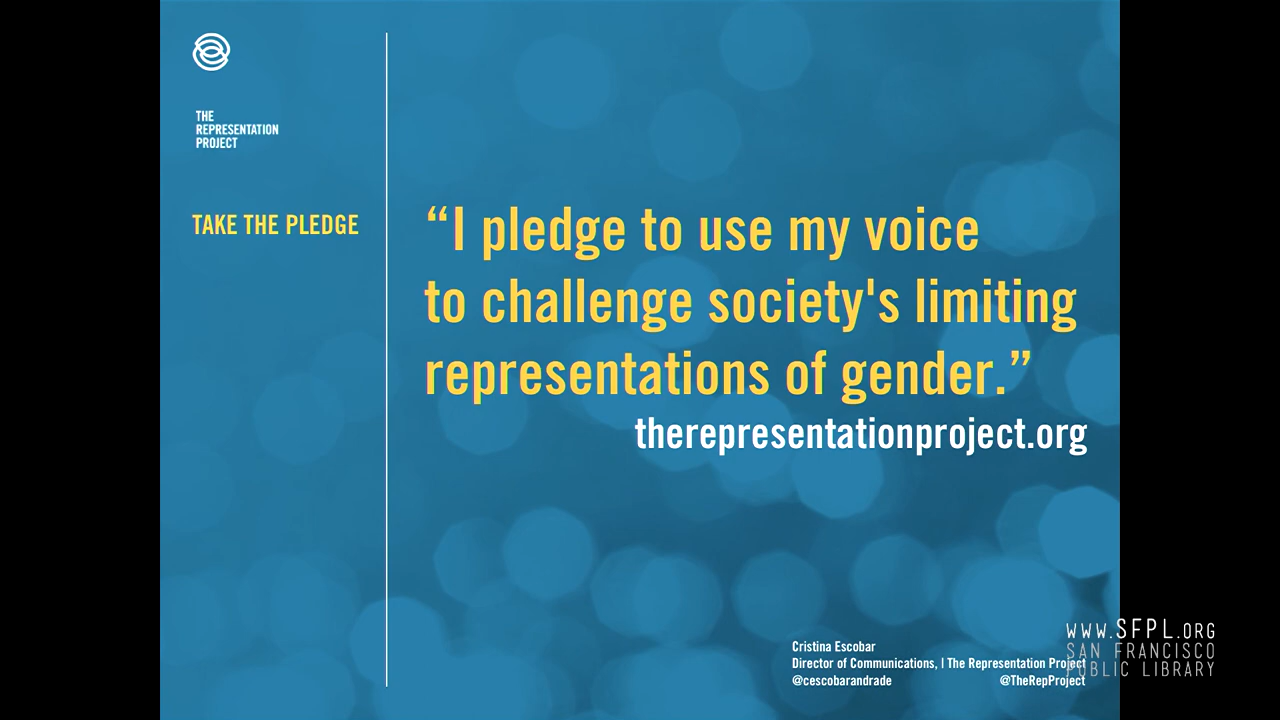 THE
REPRESENTATION
PROJECT
TAKE THE PLEDGE
“I pledge to use my voice
to challenge society's limiting
representations of gender.”
therepresentationproject.org
Cristina Escobar
Director of Communications, | The Representation Project
@cescobarandrade @TheRepProject
WWW.SFPL.ORG
SAN FRANCISCO
PUBLIC LIBRARY